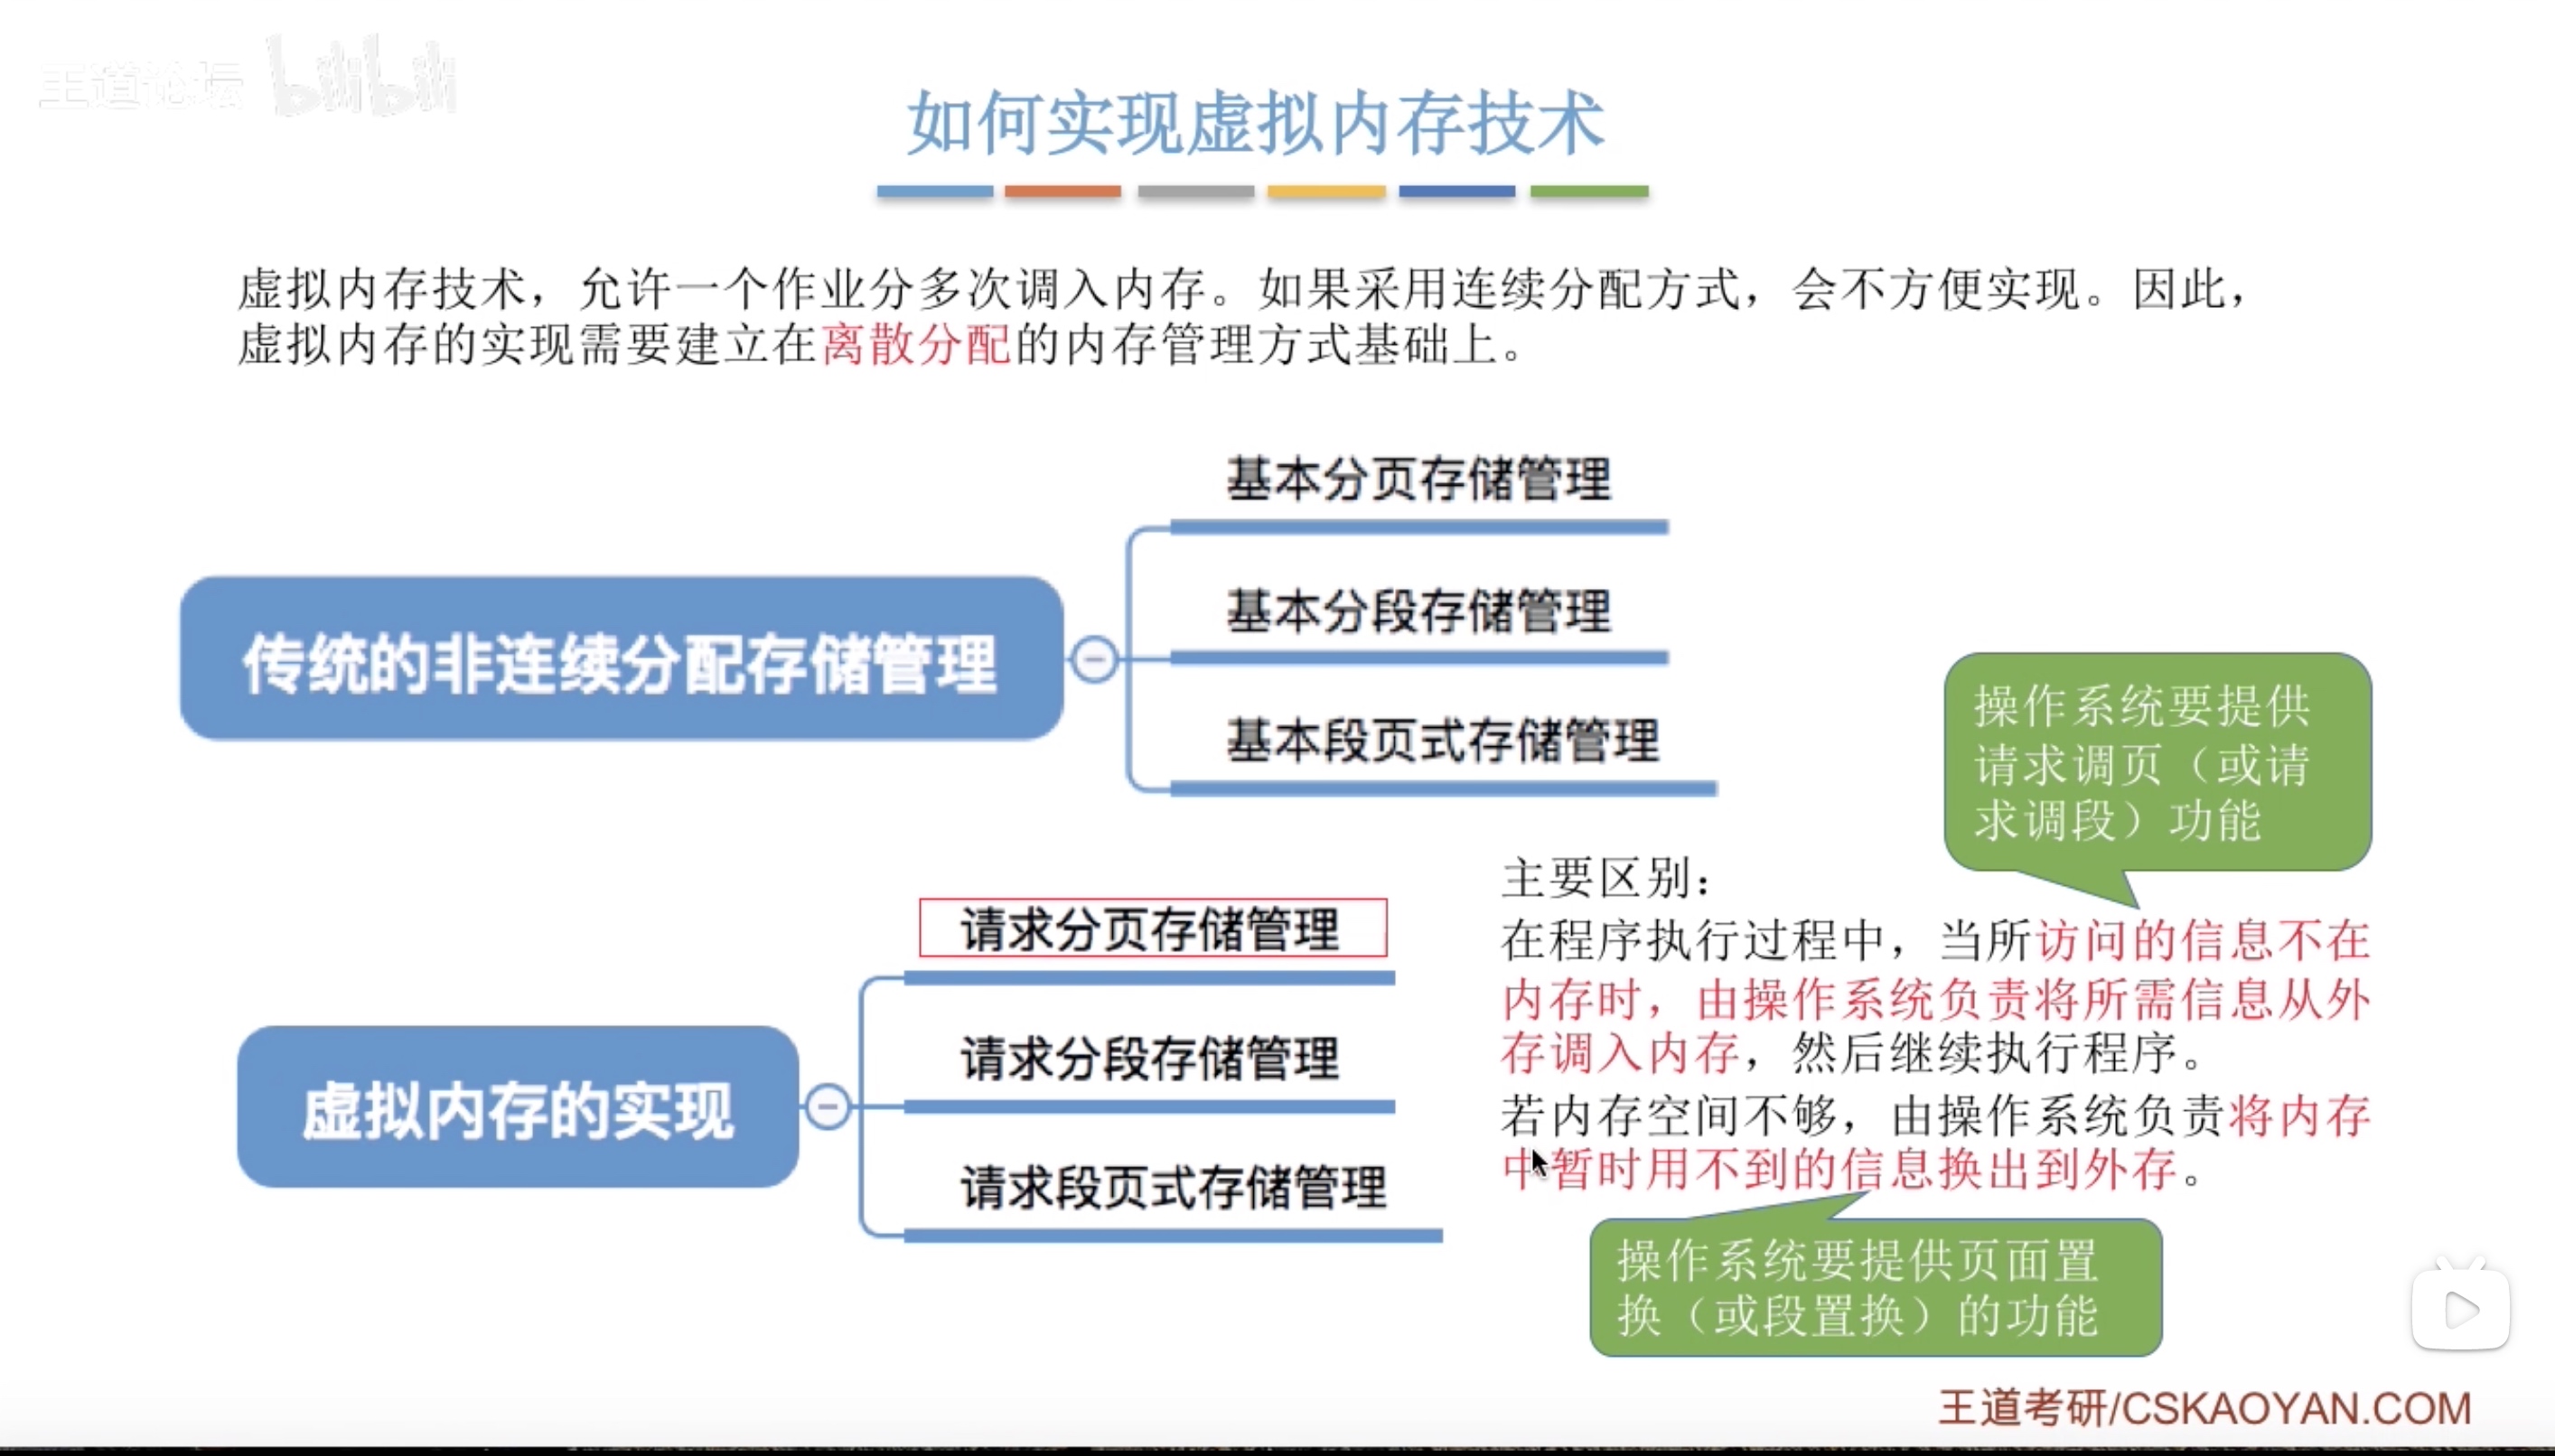 王道论坛 bilibili
如何实现虚拟内存技术
虚拟内存技术，允许一个作业分多次调入内存。如果采用连续分配方式，会不方便实现。因此，
虚拟内存的实现需要建立在离散分配的内存管理方式基础上。
传统的非连续分配存储管理
基本分页存储管理
基本分段存储管理
基本段页式存储管理
虚拟内存的实现
请求分页存储管理
请求分段存储管理
请求段页式存储管理
操作系统要提供
请求调页（或请
求调段）功能
主要区别：
在程序执行过程中，当所访问的信息不在
内存时，由操作系统负责将所需信息从外
存调入内存，然后继续执行程序。
若内存空间不够，由操作系统负责将内存
中暂时用不到的信息换出到外存。
操作系统要提供页面置
换（或段置换）的功能
王道考研/CSKAOYAN.COM